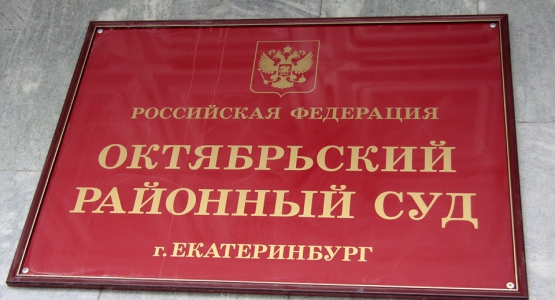 РОССИЙСКАЯ ФЕДЕРАЦИЯ
ОКТЯБРЬСКИЙ
РАЙОННЫЙ СУД
г. ЕКАТЕРИНБУРГ